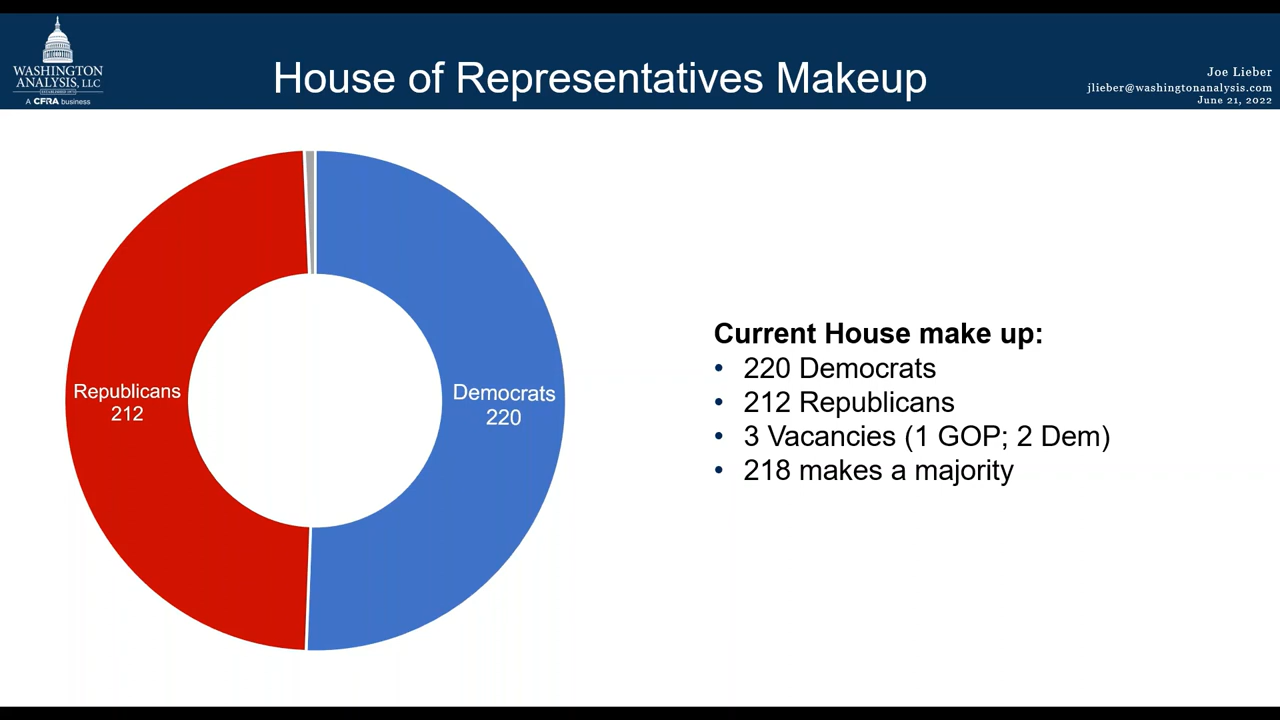 WASHINGTON
ANALYSIS, LLC
A CFRA business
House of Representatives Makeup
Joe Lieber
jlieber@washingtonanalysis.com
June 21, 2022
Republicans
212
Democrats
220
Current House make up:
• 220 Democrats
• 212 Republicans
• 3 Vacancies (1 GOP; 2 Dem)
• 218 makes a majority